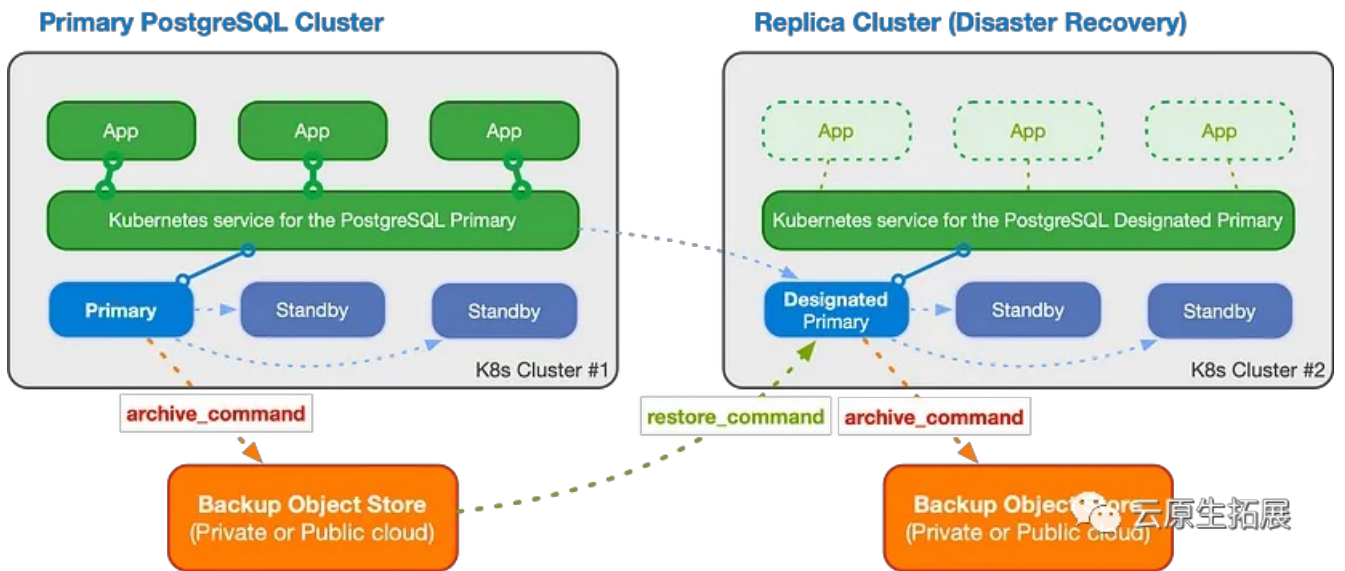 Primary PostgreSQL Cluster
Replica Cluster (Disaster Recovery)
App
App
App
Kubernetes service for the PostgreSQL Primary
Primary
Standby
Standby
K8s Cluster #1
App
App
App
Kubernetes service for the PostgreSQL Designated Primary
Designated
Primary
Standby
Standby
K8s Cluster #2
archive_command
restore_command
archive_command
Backup Object Store
(Private or Public cloud)
Backup Object Store
(Private or Public cloud)
云原生拓展